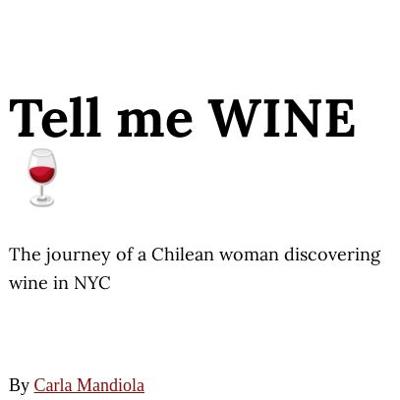 Tell me WINE
🍷
The journey of a Chilean woman discovering
wine in NYC
By Carla Mandiola